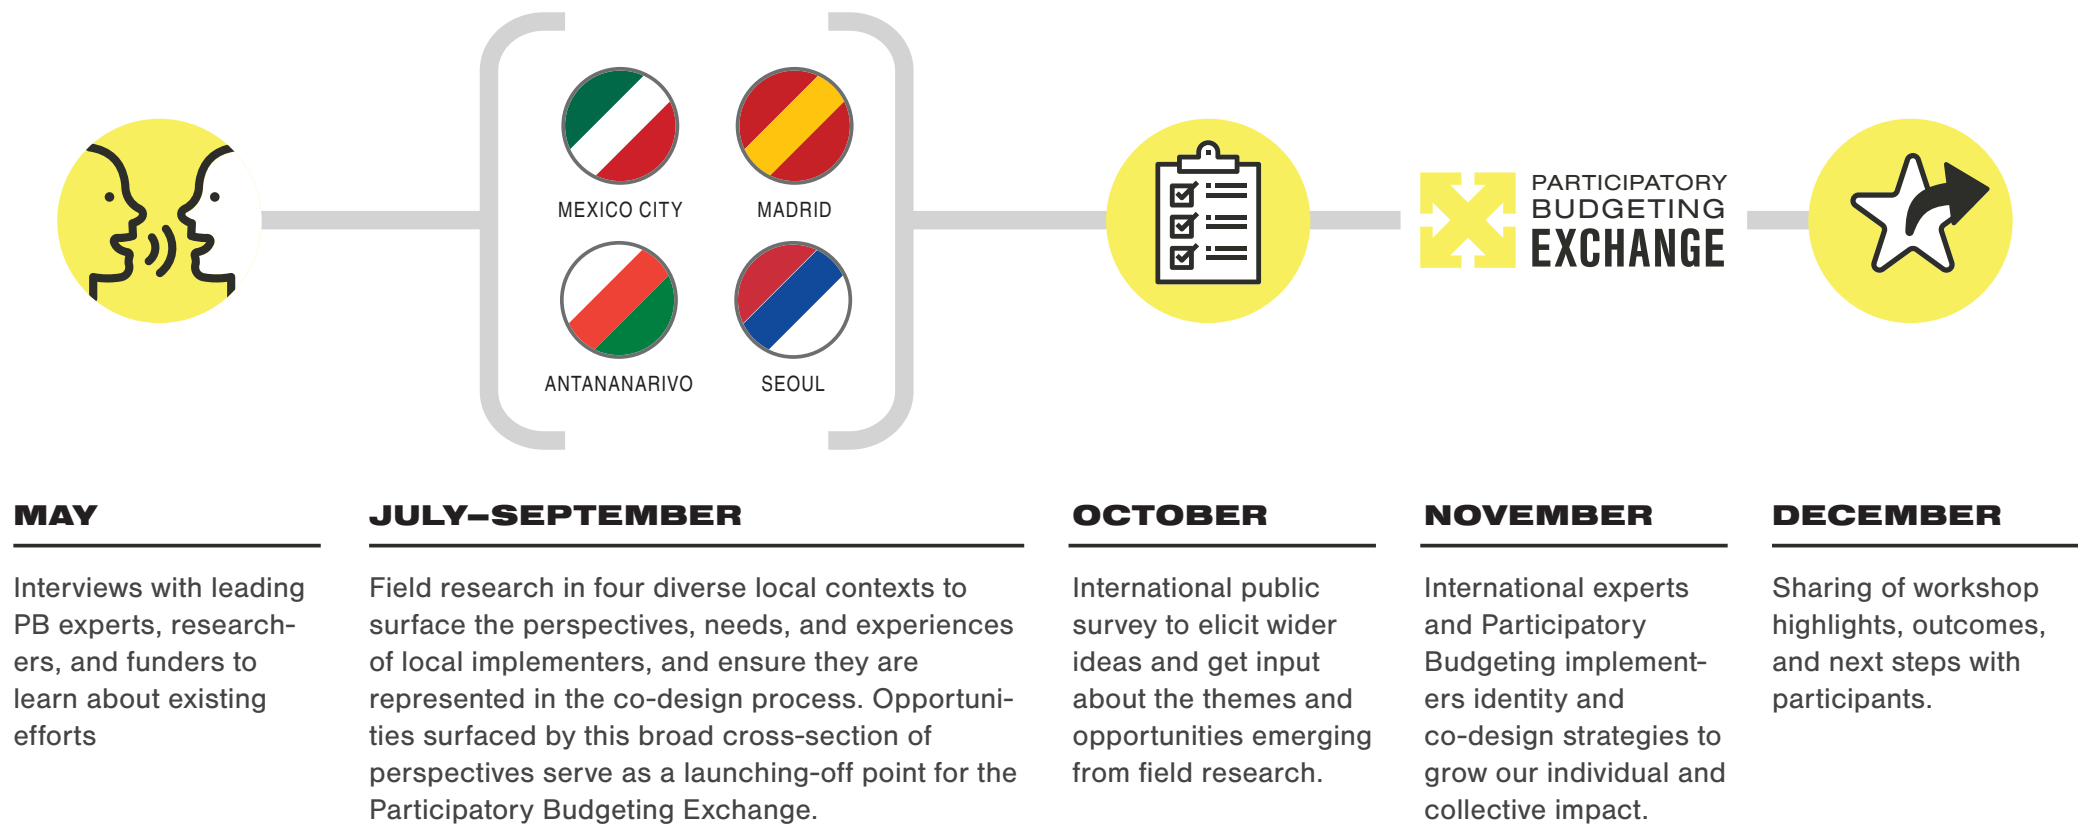 MEXICO CITY
MADRID
ANTANANARIVO
SEOUL
PARTICIPATORY
BUDGETING
EXCHANGE
MAY
Interviews with leading
PB experts, research-
ers, and funders to
learn about existing
efforts
JULY–SEPTEMBER
Field research in four diverse local contexts to
surface the perspectives, needs, and experiences
of local implementers, and ensure they are
represented in the co-design process. Opportuni-
ties surfaced by this broad cross-section of
perspectives serve as a launching-off point for the
Participatory Budgeting Exchange.
OCTOBER
International public
survey to elicit wider
ideas and get input
about the themes and
opportunities emerging
from field research.
NOVEMBER
International experts
and Participatory
Budgeting implement-
ers identity and
co-design strategies to
grow our individual and
collective impact.
DECEMBER
Sharing of workshop
highlights, outcomes,
and next steps with
participants.